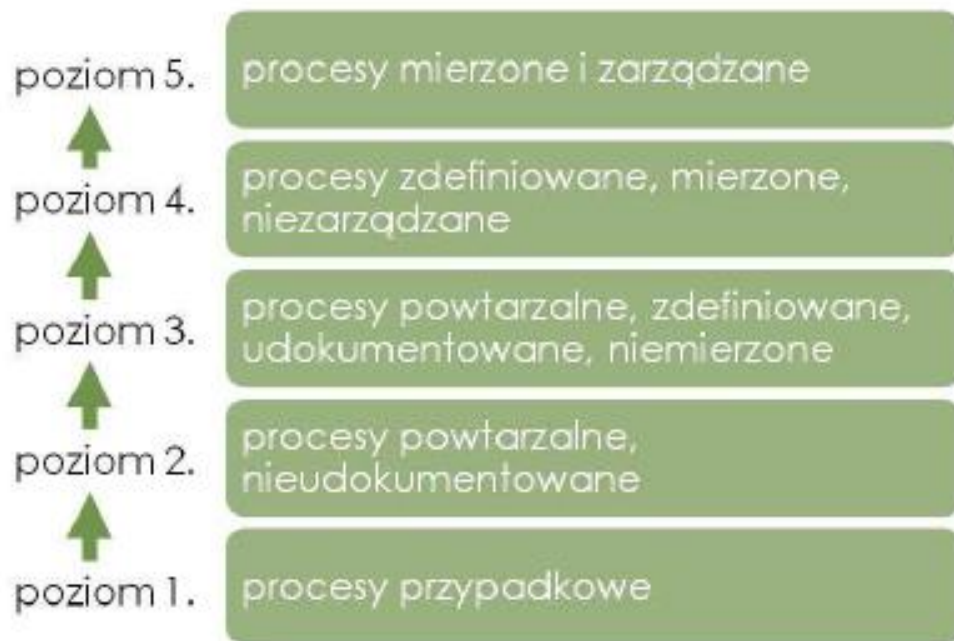 poziom 5.
procesy mierzone i zarządzane
poziom 4.
procesy zdefiniowane, mierzone,
niezarządzane
poziom 3.
procesy powtarzalne, zdefiniowane,
udokumentowane, niemierzone
poziom 2.
procesy powtarzalne,
nieudokumentowane
poziom 1.
procesy przypadkowe